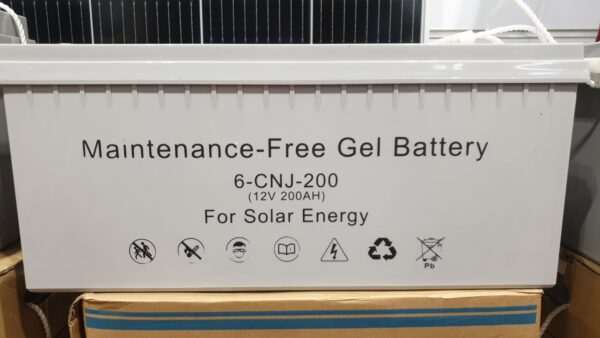 Maintenance-Free Gel Battery
6-CNJ-200
(12V 200AH)
For Solar Energy
Pb